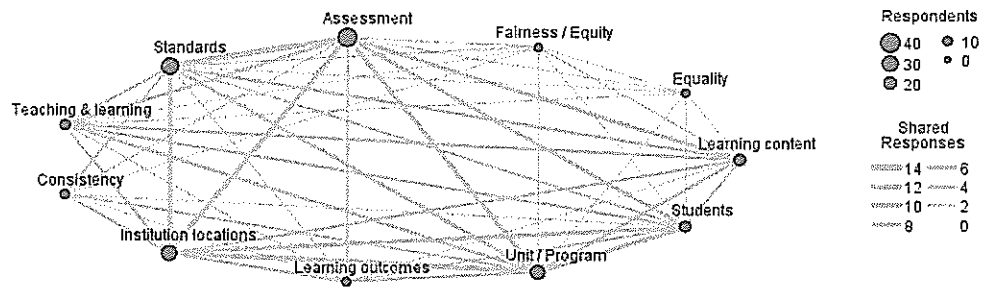 Assessment
Standards
Fairness / Equity
Teaching & learning
Equality
Learning content
Consistency
Students
Institution locations:
Learning outcomes
Unit / Program
Respondents
40 10
30 0
20
Shared
Responses
14 6
12 4
10 2
8 0